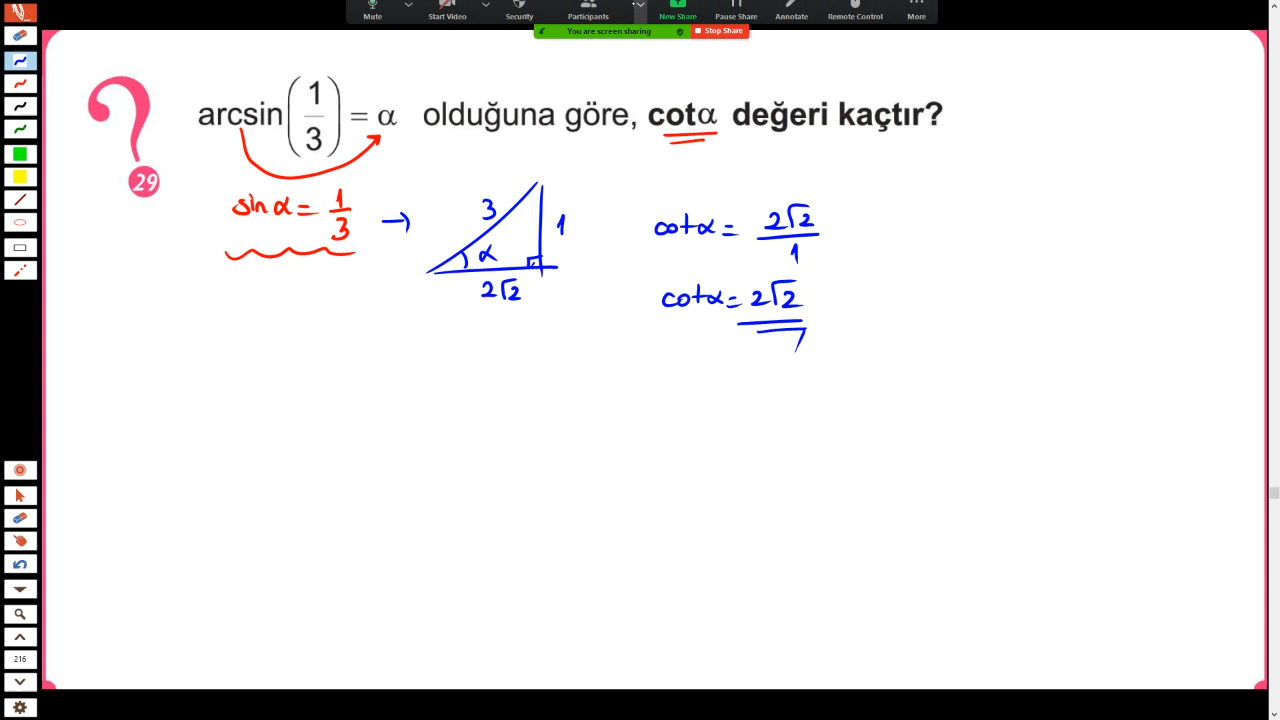 Mute Start Video Security Participants New Share Pause Share Annotate Remote Control More
You are screen sharing Stop Share
arcsin(1/3) = α olduğuna göre, cotα değeri kaçtır?
29
sinα = 1/3 →
3
1
α
2√2
cotα = 2√2/1
cotα = 2√2
216